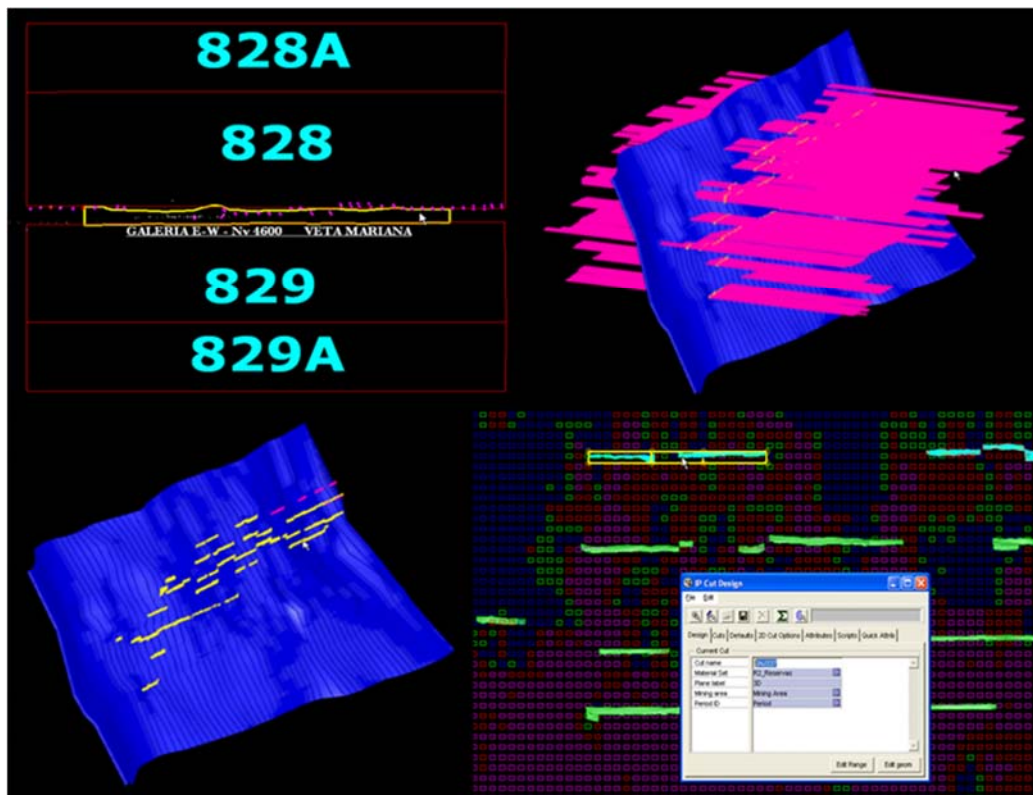 828A
828
GALERIA E-W - Nv 4600 VETA MARIANA
829
829A
IP Cut Design
File Edit
Design Cuts Defaults 2D Cut Options Attributes Scripts Quick Attrib
Current Cut
Cut name
Material Set R2_Reservas
Plane label 3D
Mining area Mining Area
Period ID Period
Edit Range Edit geom